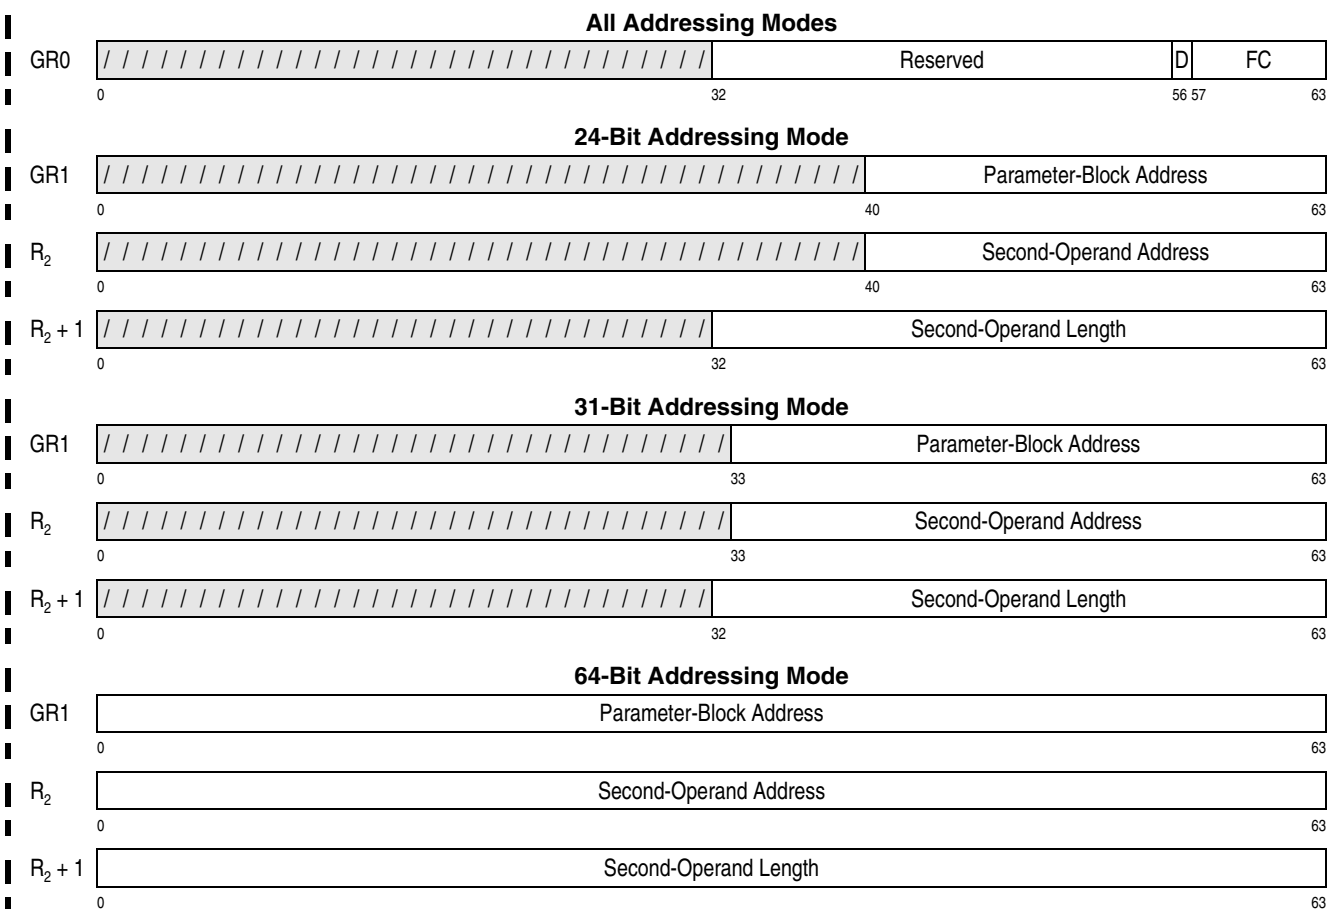 All Addressing Modes
GR0 / / / / / / / / / / / / / / / / / / / / / / / / / / / / / / / / Reserved D FC
0 32 56 57 63
24-Bit Addressing Mode
GR1 / / / / / / / / / / / / / / / / / / / / / / / / / / / / / / / / / / / / / / / / Parameter-Block Address
0 40 63
R2 / / / / / / / / / / / / / / / / / / / / / / / / / / / / / / / / / / / / / / / / Second-Operand Address
0 40 63
R2 + 1 / / / / / / / / / / / / / / / / / / / / / / / / / / / / / / / / Second-Operand Length
0 32 63
31-Bit Addressing Mode
GR1 / / / / / / / / / / / / / / / / / / / / / / / / / / / / / / / / / Parameter-Block Address
0 33 63
R2 / / / / / / / / / / / / / / / / / / / / / / / / / / / / / / / / / Second-Operand Address
0 33 63
R2 + 1 / / / / / / / / / / / / / / / / / / / / / / / / / / / / / / / / Second-Operand Length
0 32 63
64-Bit Addressing Mode
GR1 Parameter-Block Address
0 63
R2 Second-Operand Address
0 63
R2 + 1 Second-Operand Length
0 63